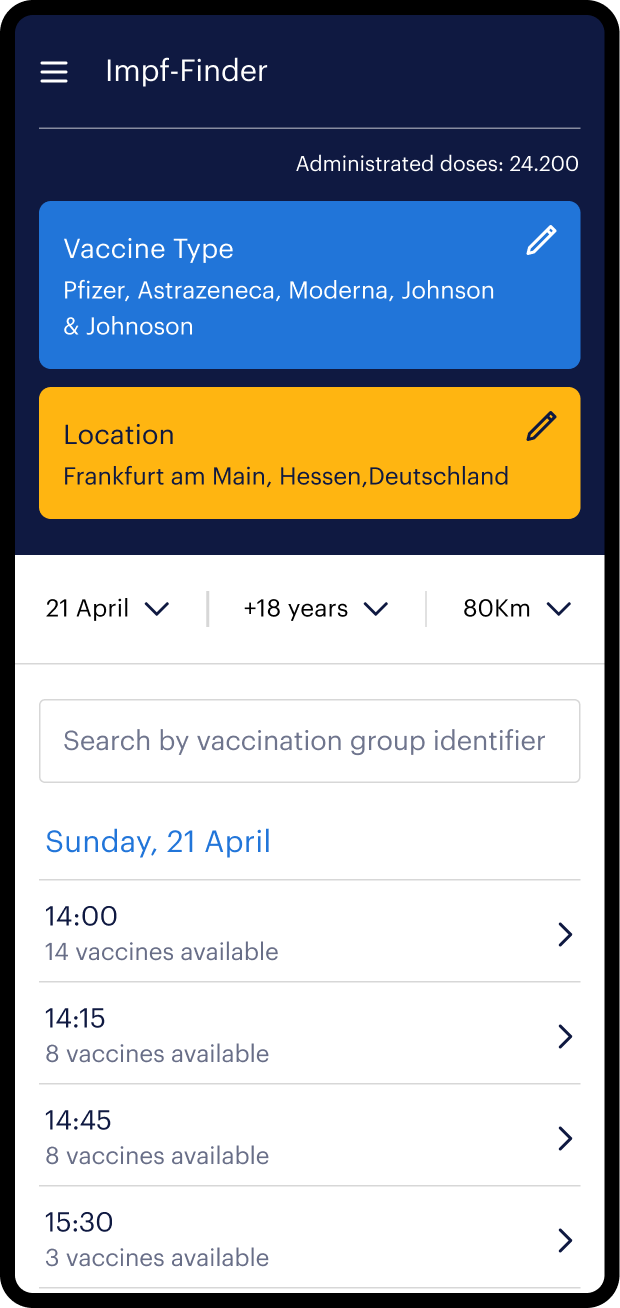 Impf-Finder
Administrated doses: 24.200
Vaccine Type
Pfizer, Astrazeneca, Moderna, Johnson
& Johnoson
Location
Frankfurt am Main, Hessen,Deutschland
21 April +18 years 80Km
Search by vaccination group identifier
Sunday, 21 April
14:00
14 vaccines available
14:15
8 vaccines available
14:45
8 vaccines available
15:30
3 vaccines available